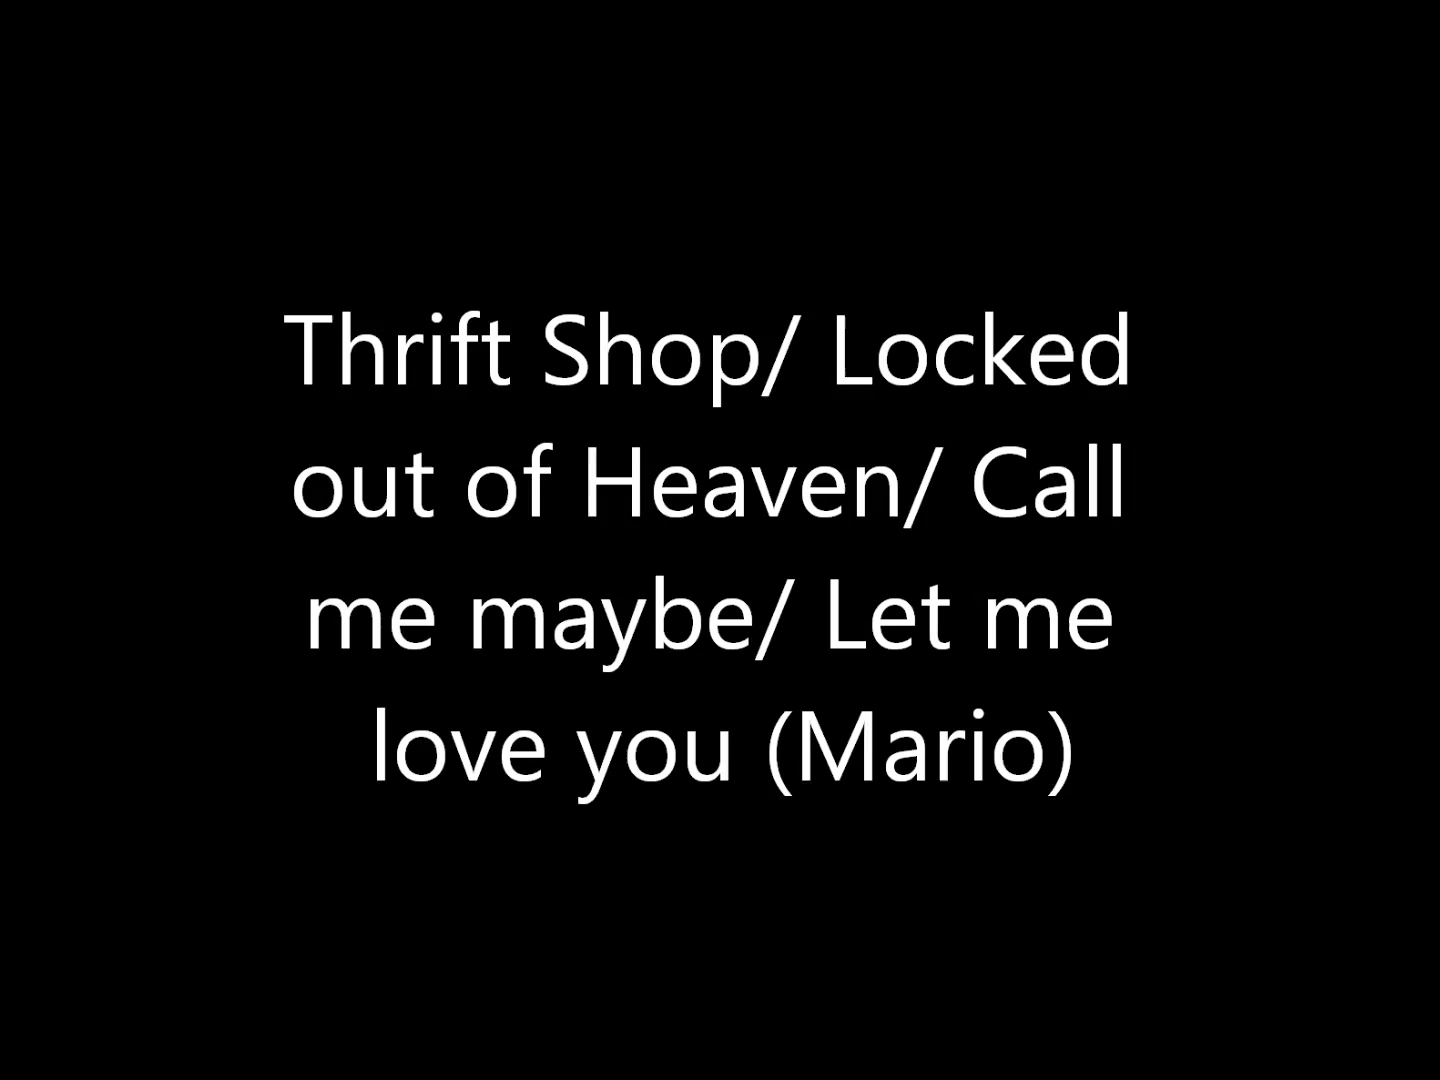 Thrift Shop/ Locked
out of Heaven/ Call
me maybe/ Let me
love you (Mario)